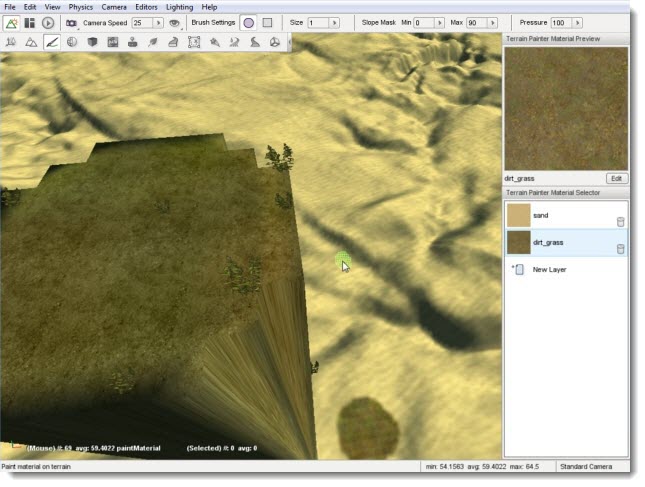 File Edit View Physics Camera Editors Lighting Help
Camera Speed 25 Brush Settings Size 1 Slope Mask Min 0 Max 90 Pressure 100
Terrain Painter Material Preview
dirt_grass Edit
Terrain Painter Material Selector
sand
dirt_grass
New Layer
(Mouse) #: 69 avg: 59.4022 paintMaterial (Selected) #: 0 avg: 0
Paint material on terrain min: 54.1563 avg: 59.4022 max: 64.5 Standard Camera